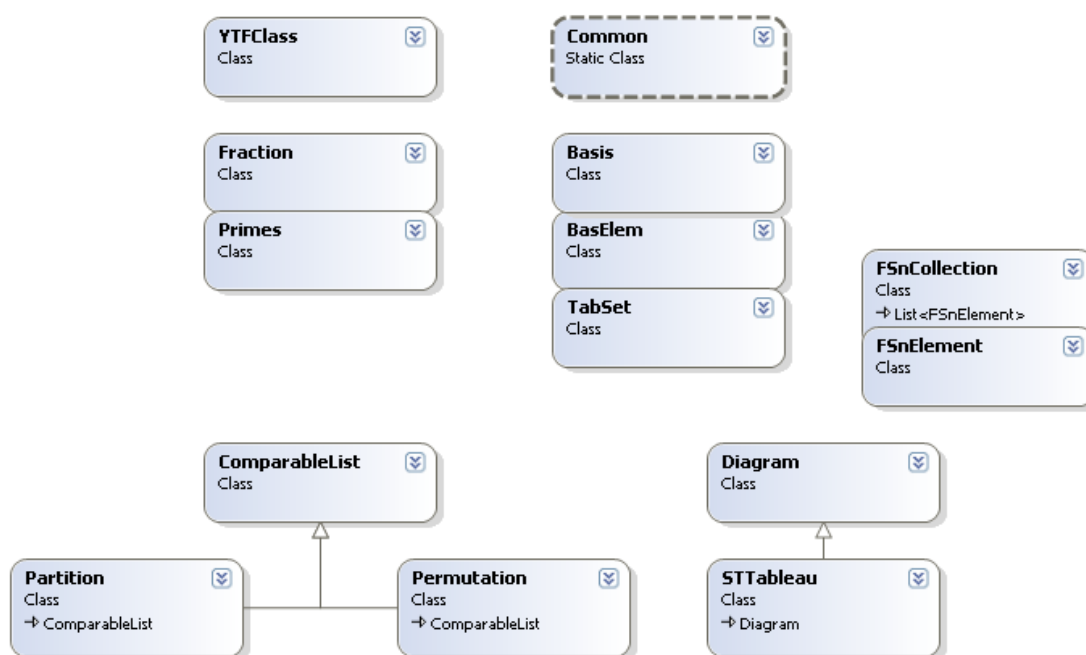 YTFClass
Class
Common
Static Class
Fraction
Class
Basis
Class
Primes
Class
BasElem
Class
FSnCollection
Class
List<FSnElement>
TabSet
Class
FSnElement
Class
ComparableList
Class
Diagram
Class
Partition
Class
ComparableList
Permutation
Class
ComparableList
STTableau
Class
Diagram